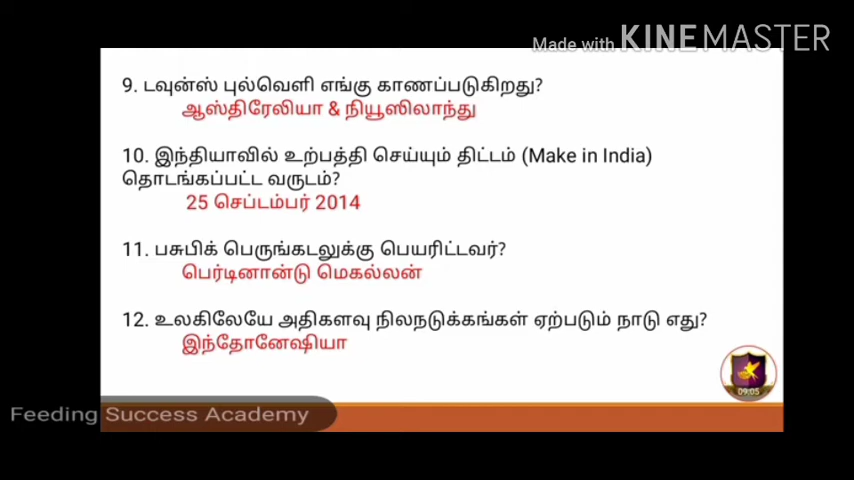 Made with KINEMASTER
9. டவுன்ஸ் புல்வெளி எங்கு காணப்படுகிறது?
ஆஸ்திரேலியா & நியூஸிலாந்து
10. இந்தியாவில் உற்பத்தி செய்யும் திட்டம் (Make in India)
தொடங்கப்பட்ட வருடம்?
25 செப்டம்பர் 2014
11. பசுபிக் பெருங்கடலுக்கு பெயரிட்டவர்?
பெர்டினான்டு மெகல்லன்
12. உலகிலேயே அதிகளவு நிலநடுக்கங்கள் ஏற்படும் நாடு எது?
இந்தோனேஷியா
09:05
Feeding Success Academy